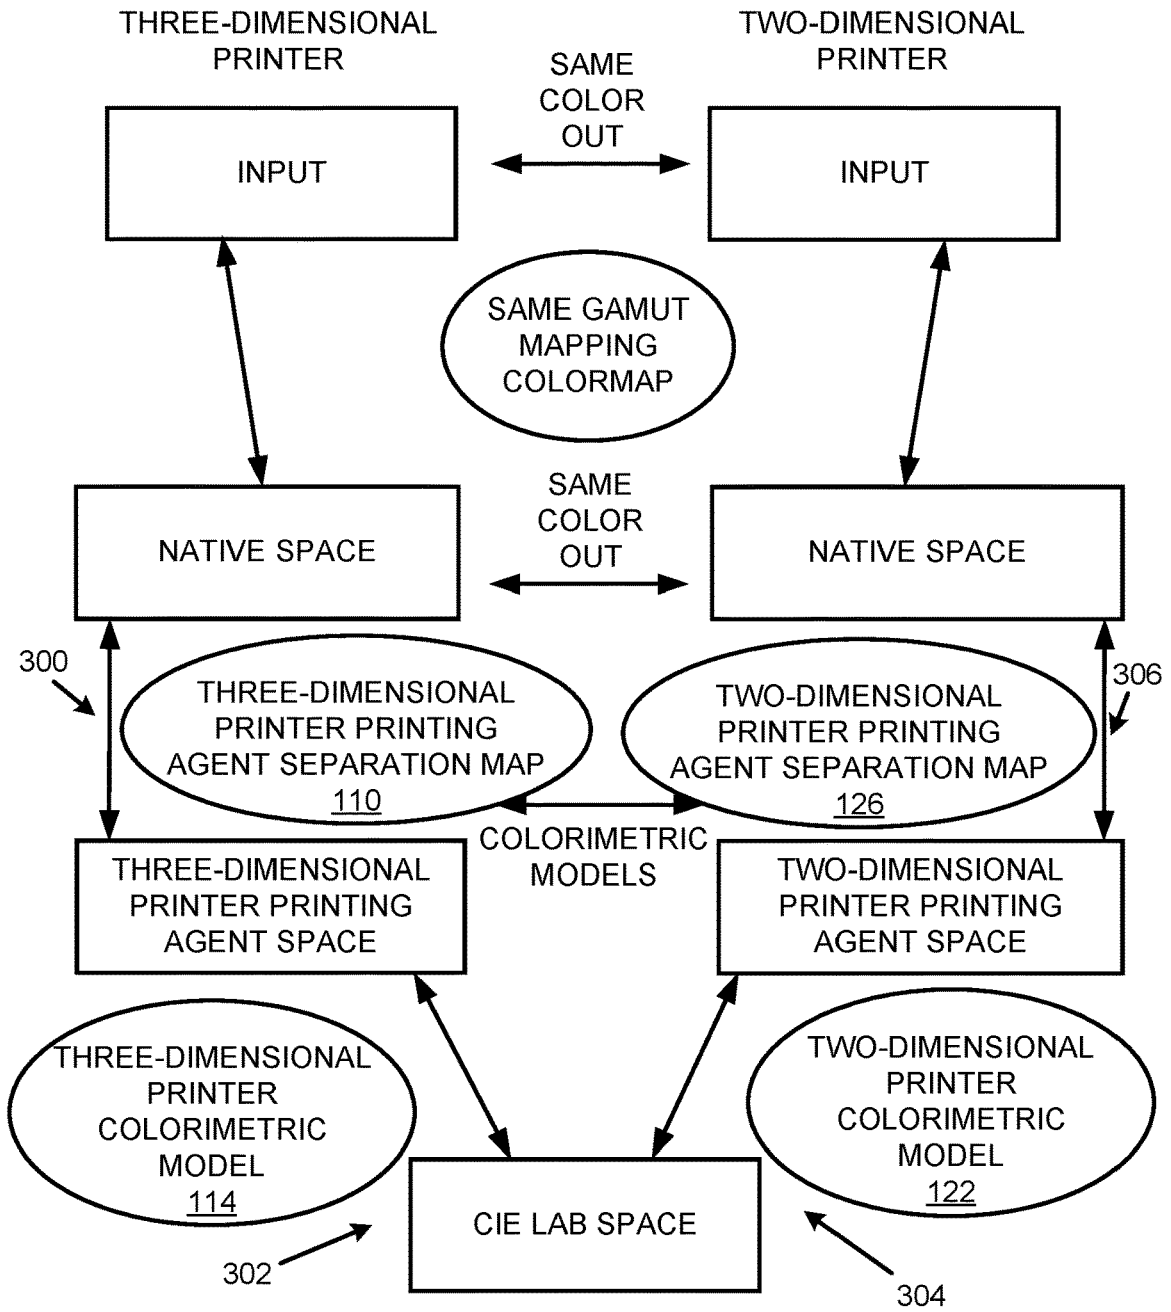 THREE-DIMENSIONAL
PRINTER
TWO-DIMENSIONAL
PRINTER
SAME
COLOR
OUT
INPUT
INPUT
SAME GAMUT
MAPPING
COLORMAP
SAME
COLOR
OUT
NATIVE SPACE
NATIVE SPACE
300
THREE-DIMENSIONAL
PRINTER PRINTING
AGENT SEPARATION MAP
110
TWO-DIMENSIONAL
PRINTER PRINTING
AGENT SEPARATION MAP
126
306
COLORIMETRIC
MODELS
THREE-DIMENSIONAL
PRINTER PRINTING
AGENT SPACE
TWO-DIMENSIONAL
PRINTER PRINTING
AGENT SPACE
THREE-DIMENSIONAL
PRINTER
COLORIMETRIC
MODEL
114
TWO-DIMENSIONAL
PRINTER
COLORIMETRIC
MODEL
122
CIE LAB SPACE
302
304